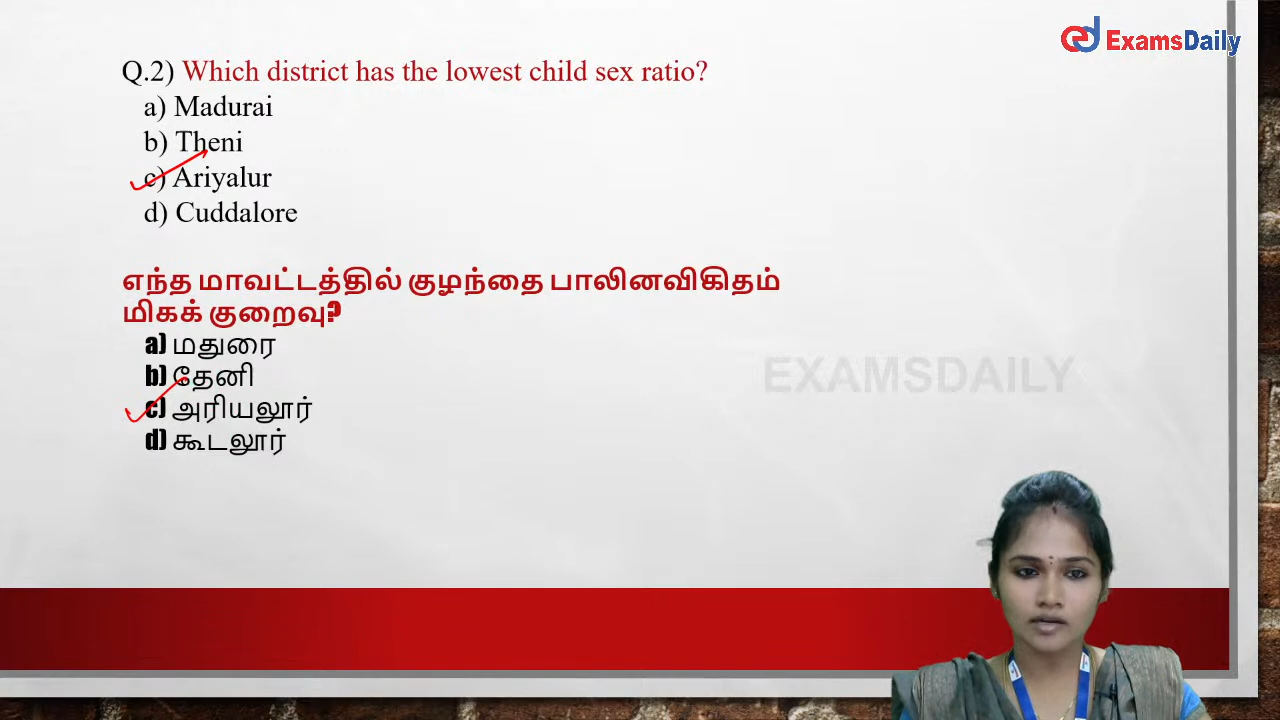 ExamsDaily
Q.2) Which district has the lowest child sex ratio?
a) Madurai
b) Theni
c) Ariyalur
d) Cuddalore
எந்த மாவட்டத்தில் குழந்தை பாலினவிகிதம்
மிகக் குறைவு?
a) மதுரை
b) தேனி
c) அரியலூர்
d) கூடலூர்
EXAMSDAILY